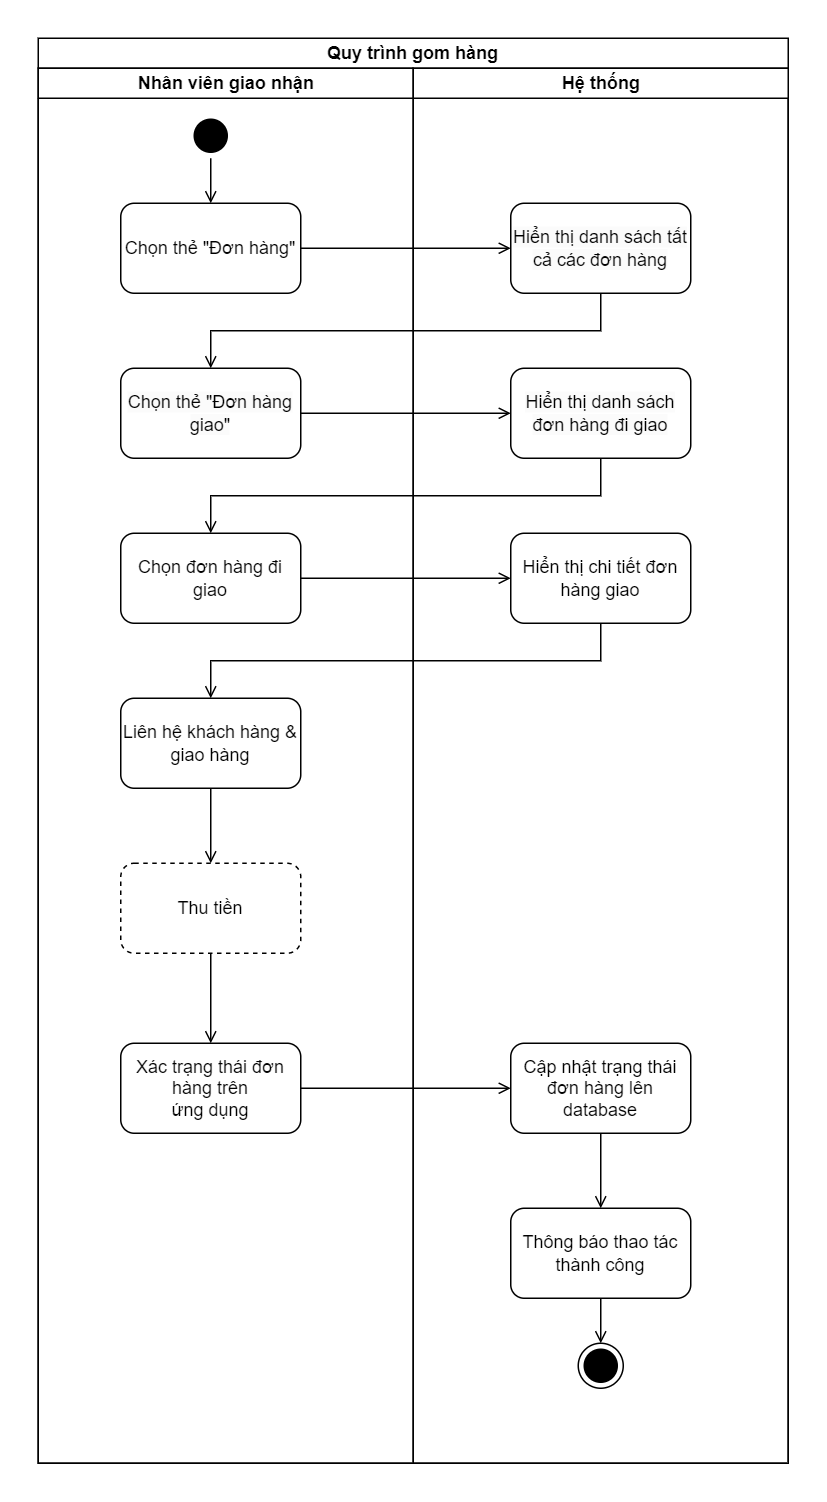 Quy trình gom hàng
Nhân viên giao nhận
Hệ thống
Chọn thẻ "Đơn hàng"
Hiển thị danh sách tất
cả các đơn hàng
Chọn thẻ "Đơn hàng
giao"
Hiển thị danh sách
đơn hàng đi giao
Chọn đơn hàng đi
giao
Hiển thị chi tiết đơn
hàng giao
Liên hệ khách hàng &
giao hàng
Thu tiền
Xác trạng thái đơn
hàng trên
ứng dụng
Cập nhật trạng thái
đơn hàng lên
database
Thông báo thao tác
thành công